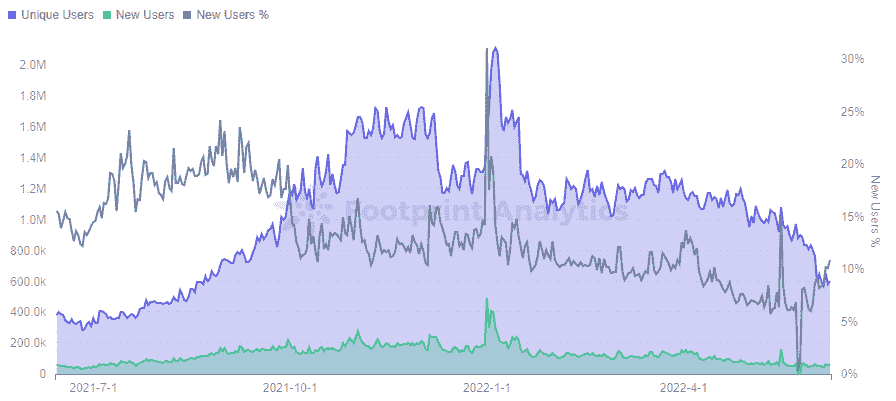 Unique Users New Users New Users %
2.0M
1.8M
1.6M
1.4M
1.2M
1.0M
800.0k
600.0k
400.0k
200.0k
0
30%
25%
20%
15%
10%
5%
0%
New Users %
Footprint Analytics
2021-7-1 2021-10-1 2022-1-1 2022-4-1